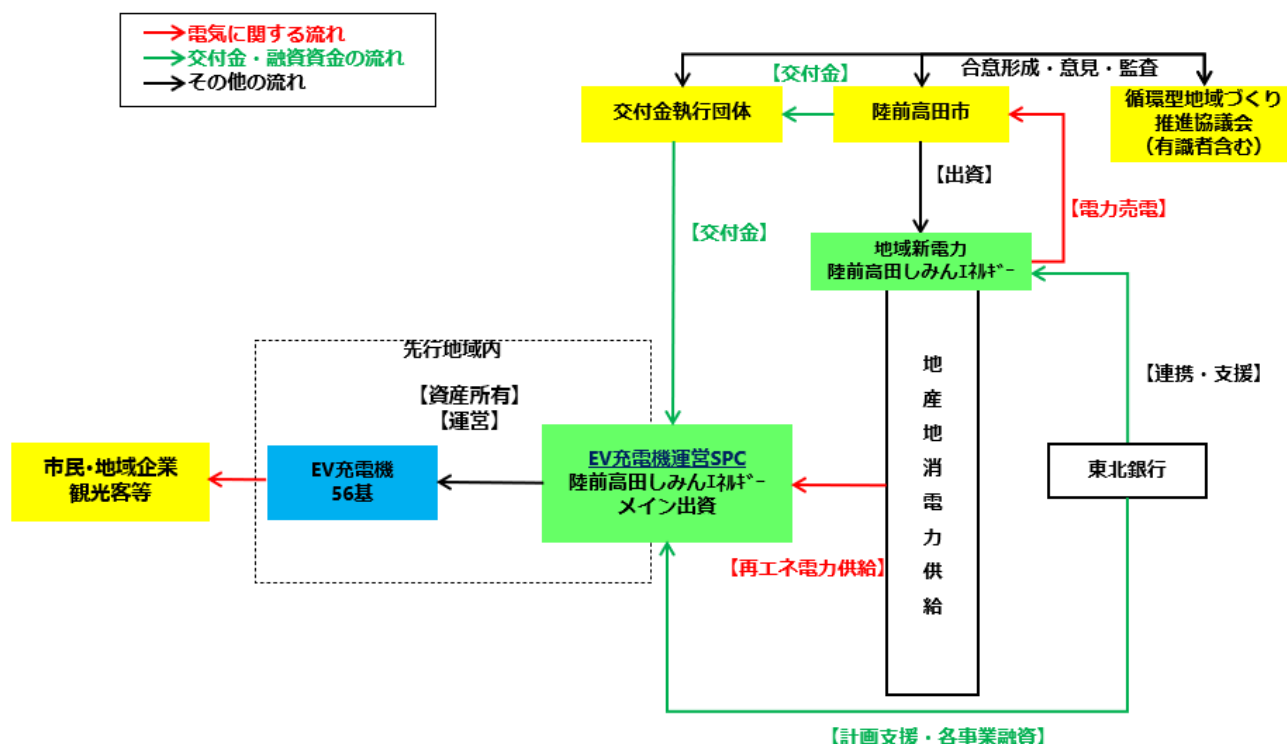 電気に関する流れ
交付金・融資資金の流れ
その他の流れ
【交付金】
合意形成・意見・監査
交付金執行団体
陸前高田市
循環型地域づくり
推進協議会
（有識者含む）
【出資】
【電力売電】
【交付金】
地域新電力
陸前高田しみんｴﾈﾙｷﾞｰ
先行地域内
【資産所有】
【運営】
地産地消電力供給
【連携・支援】
市民・地域企業
観光客等
EV充電機
56基
EV充電機運営SPC
陸前高田しみんｴﾈﾙｷﾞｰ
メイン出資
東北銀行
【再エネ電力供給】
【計画支援・各事業融資】